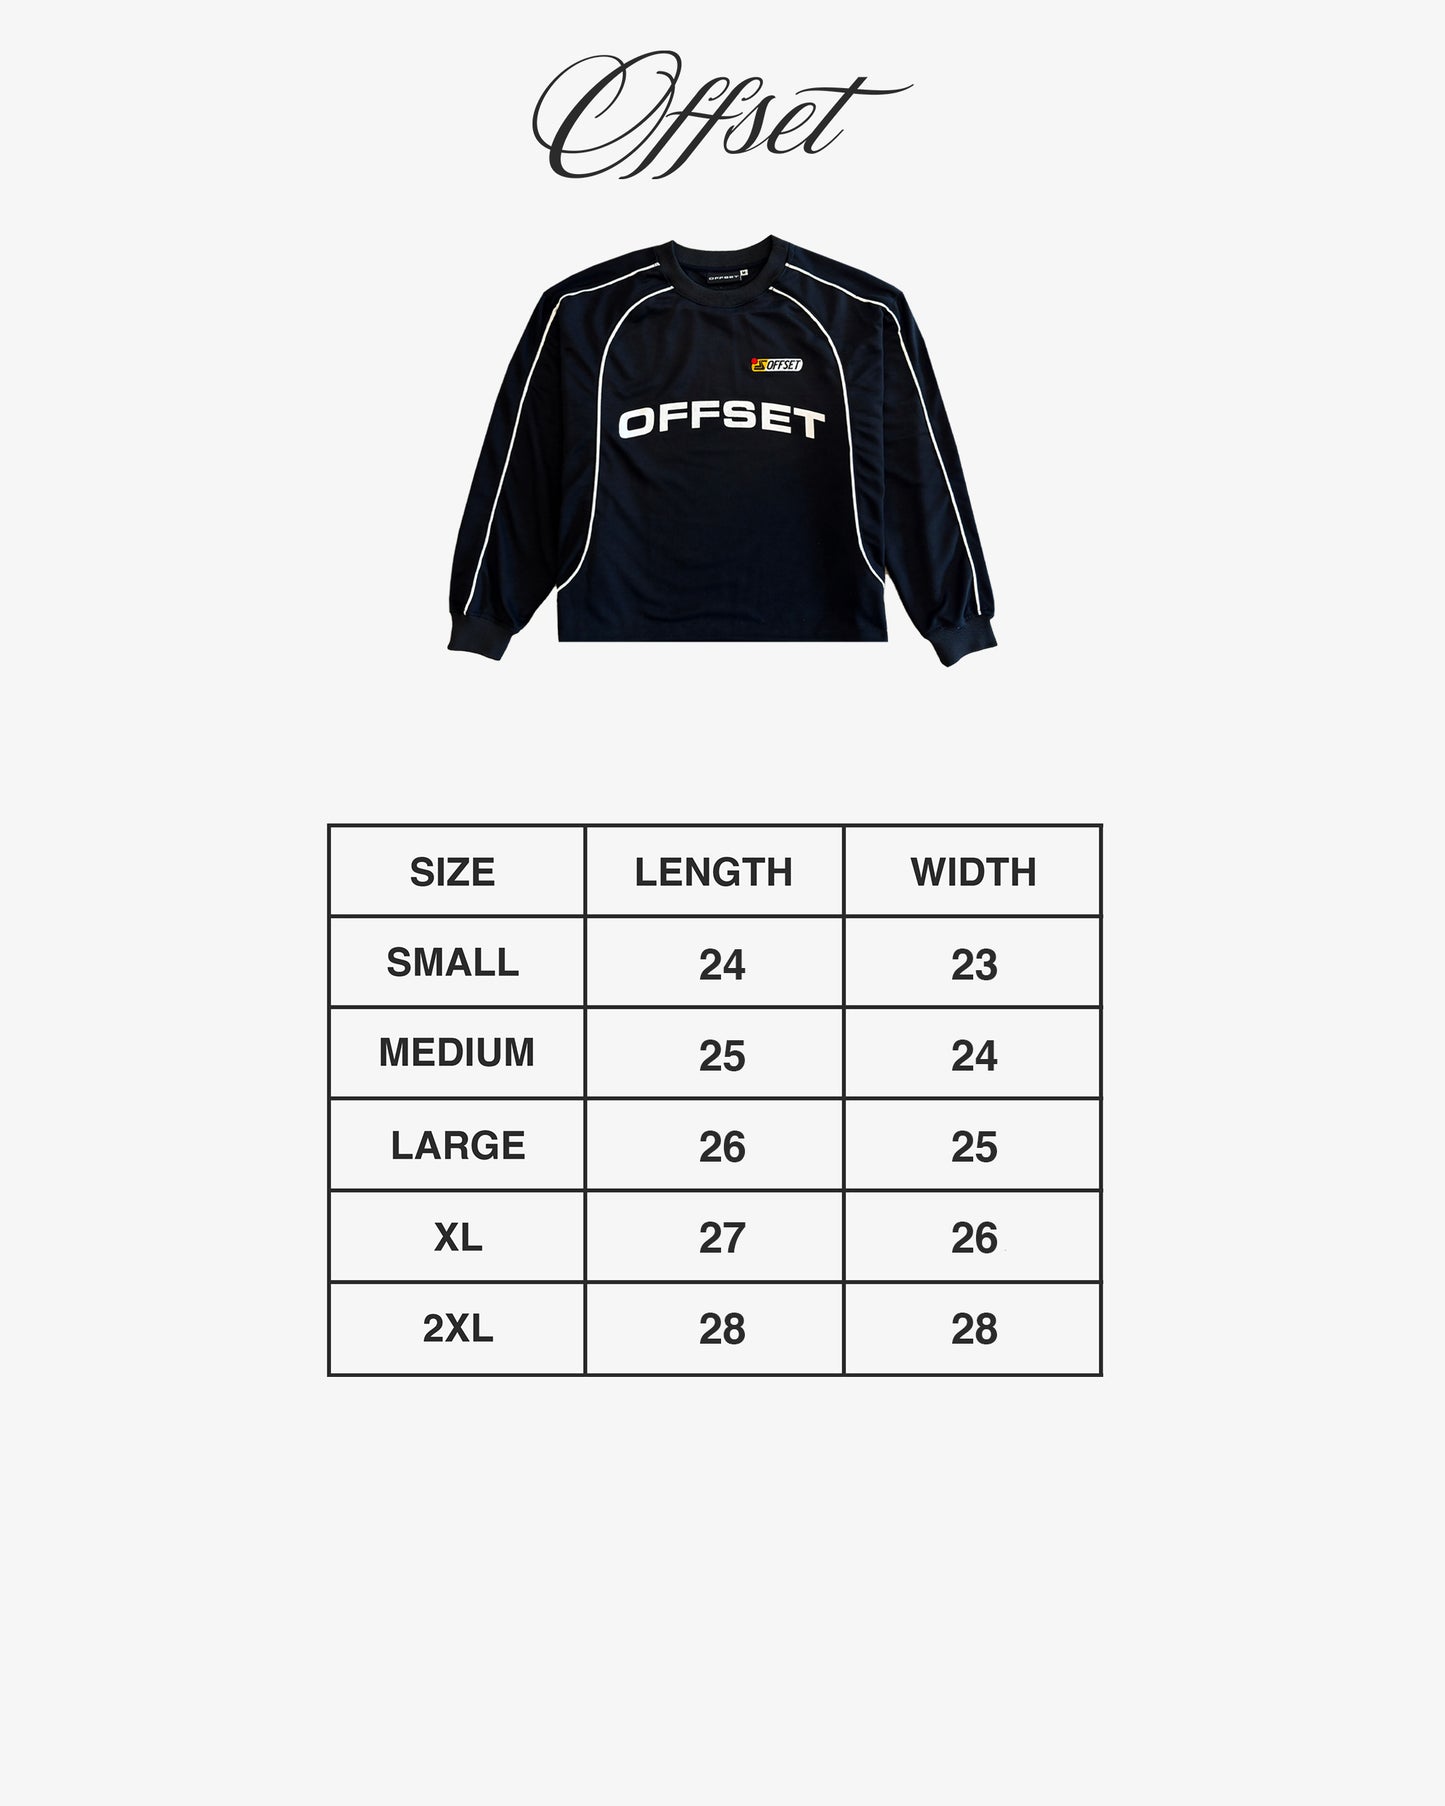 Offset
OFFSET M
OFFSET
OFFSET
SIZE LENGTH WIDTH
SMALL 24 23
MEDIUM 25 24
LARGE 26 25
XL 27 26
2XL 28 28